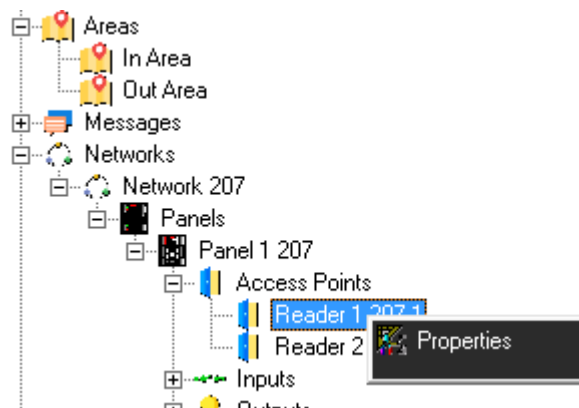 Areas
In Area
Out Area
Messages
Networks
Network 207
Panels
Panel 1 207
Access Points
Reader 1 207 1
Properties
Reader 2
Inputs
Outputs